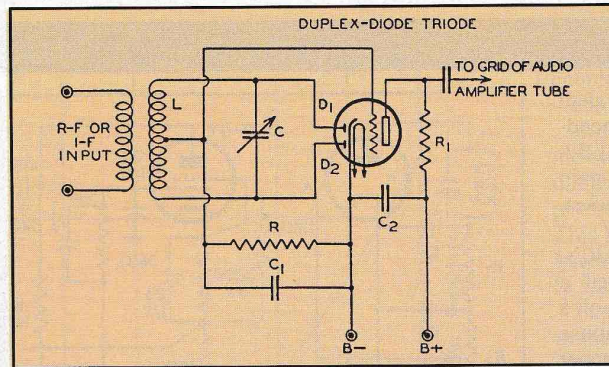 DUPLEX-DIODE TRIODE
TO GRID OF AUDIO
AMPLIFIER TUBE
R-F OR
I-F
INPUT
L
C
D1
D2
R1
C2
R
C1
B-
B+